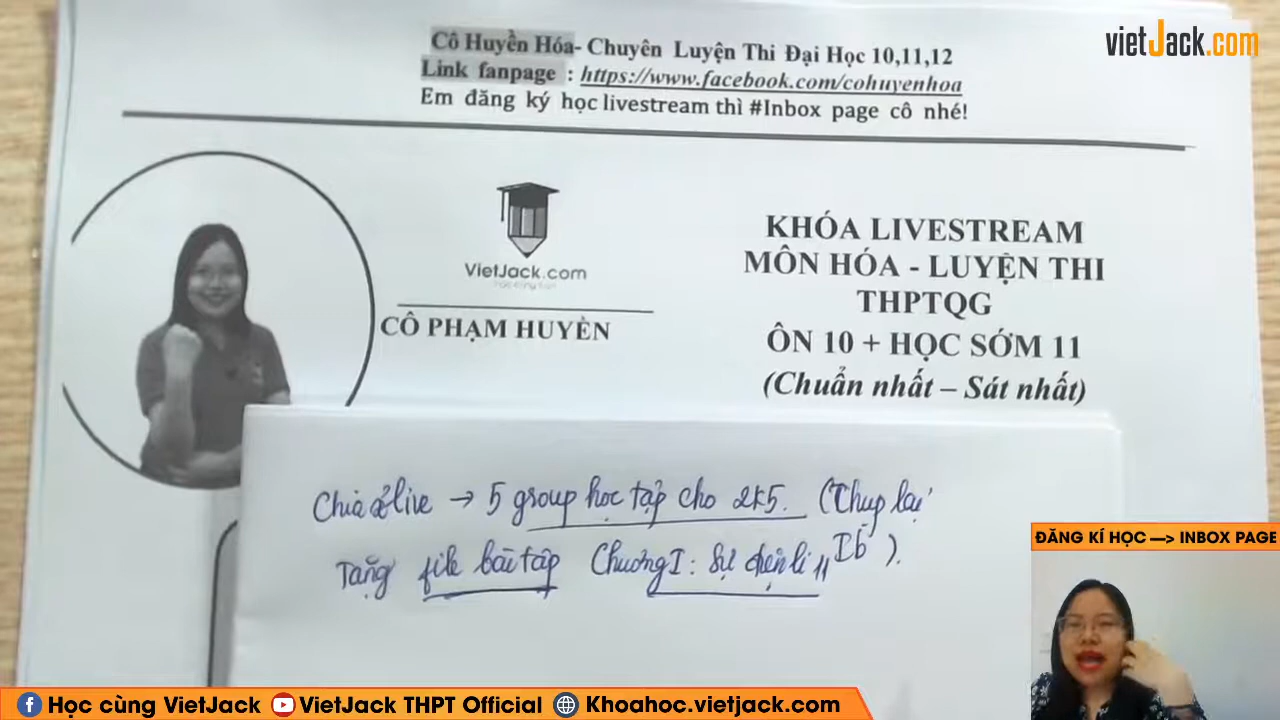 vietJack.com
Cô Huyền Hóa- Chuyên Luyện Thi Đại Học 10,11,12
Link fanpage : https://www.facebook.com/cohuyenhoa
Em đăng ký học livestream thì #Inbox page cô nhé!
VietJack.com
CÔ PHẠM HUYỀN
KHÓA LIVESTREAM
MÔN HÓA - LUYỆN THI
THPTQG
ÔN 10 + HỌC SỚM 11
(Chuẩn nhất – Sát nhất)
Chia sẻ live → 5 group học tập cho 2k5. (Chụp lại
Tặng file bài tập Chương I: Sự điện li 11 Ib).
ĐĂNG KÍ HỌC —> INBOX PAGE
Học cùng VietJack
VietJack THPT Official
Khoahoc.vietjack.com